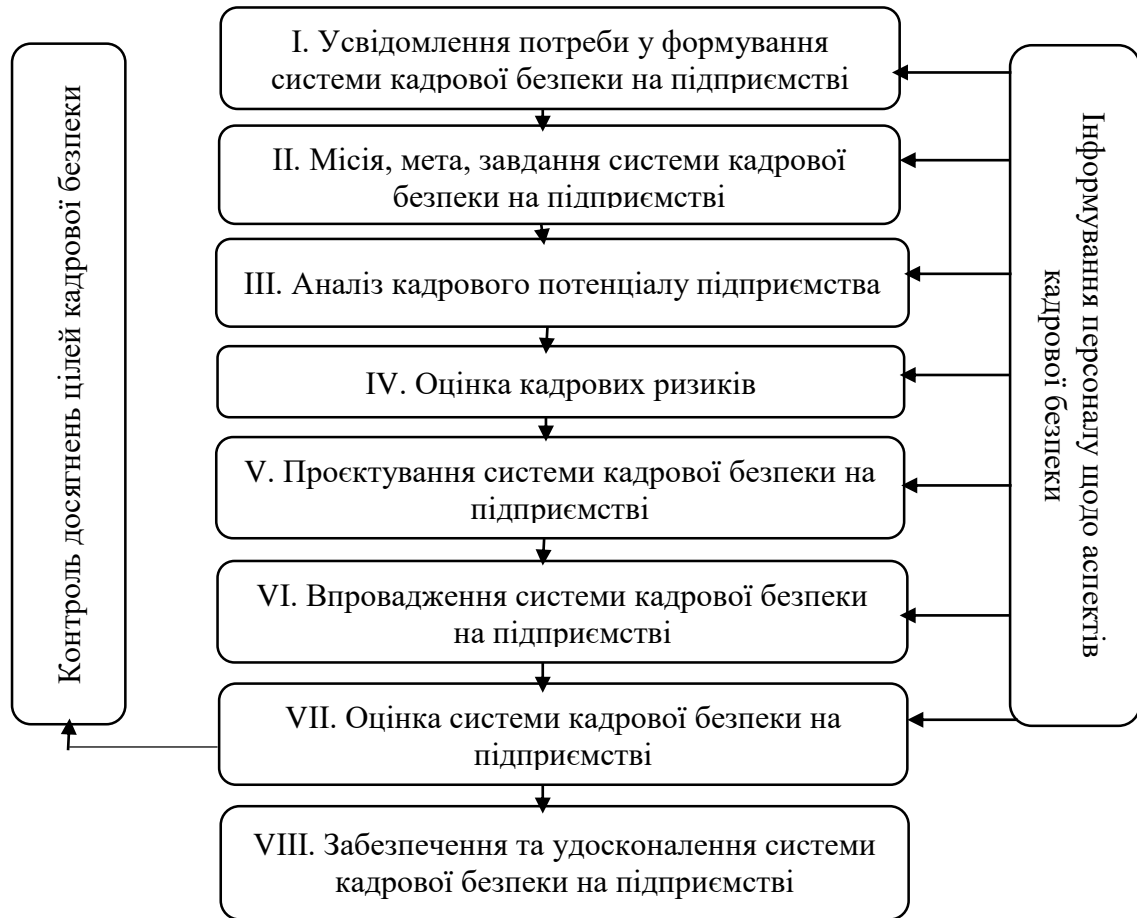 Контроль досягнень цілей кадрової безпеки
І. Усвідомлення потреби у формування
системи кадрової безпеки на підприємстві
ІІ. Місія, мета, завдання системи кадрової
безпеки на підприємстві
ІІІ. Аналіз кадрового потенціалу підприємства
IV. Оцінка кадрових ризиків
V. Проєктування системи кадрової безпеки на
підприємстві
VI. Впровадження системи кадрової безпеки
на підприємстві
VII. Оцінка системи кадрової безпеки на
підприємстві
VIII. Забезпечення та удосконалення системи
кадрової безпеки на підприємстві
Інформування персоналу щодо аспектів
кадрової безпеки